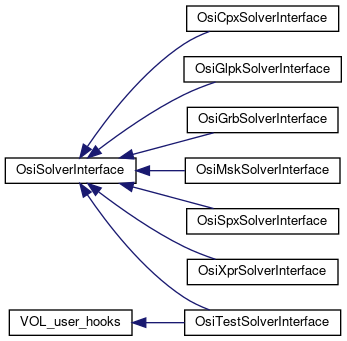 OsiCpxSolverInterface
OsiGlpkSolverInterface
OsiGrbSolverInterface
OsiSolverInterface
OsiMskSolverInterface
OsiSpxSolverInterface
OsiXprSolverInterface
VOL_user_hooks
OsiTestSolverInterface